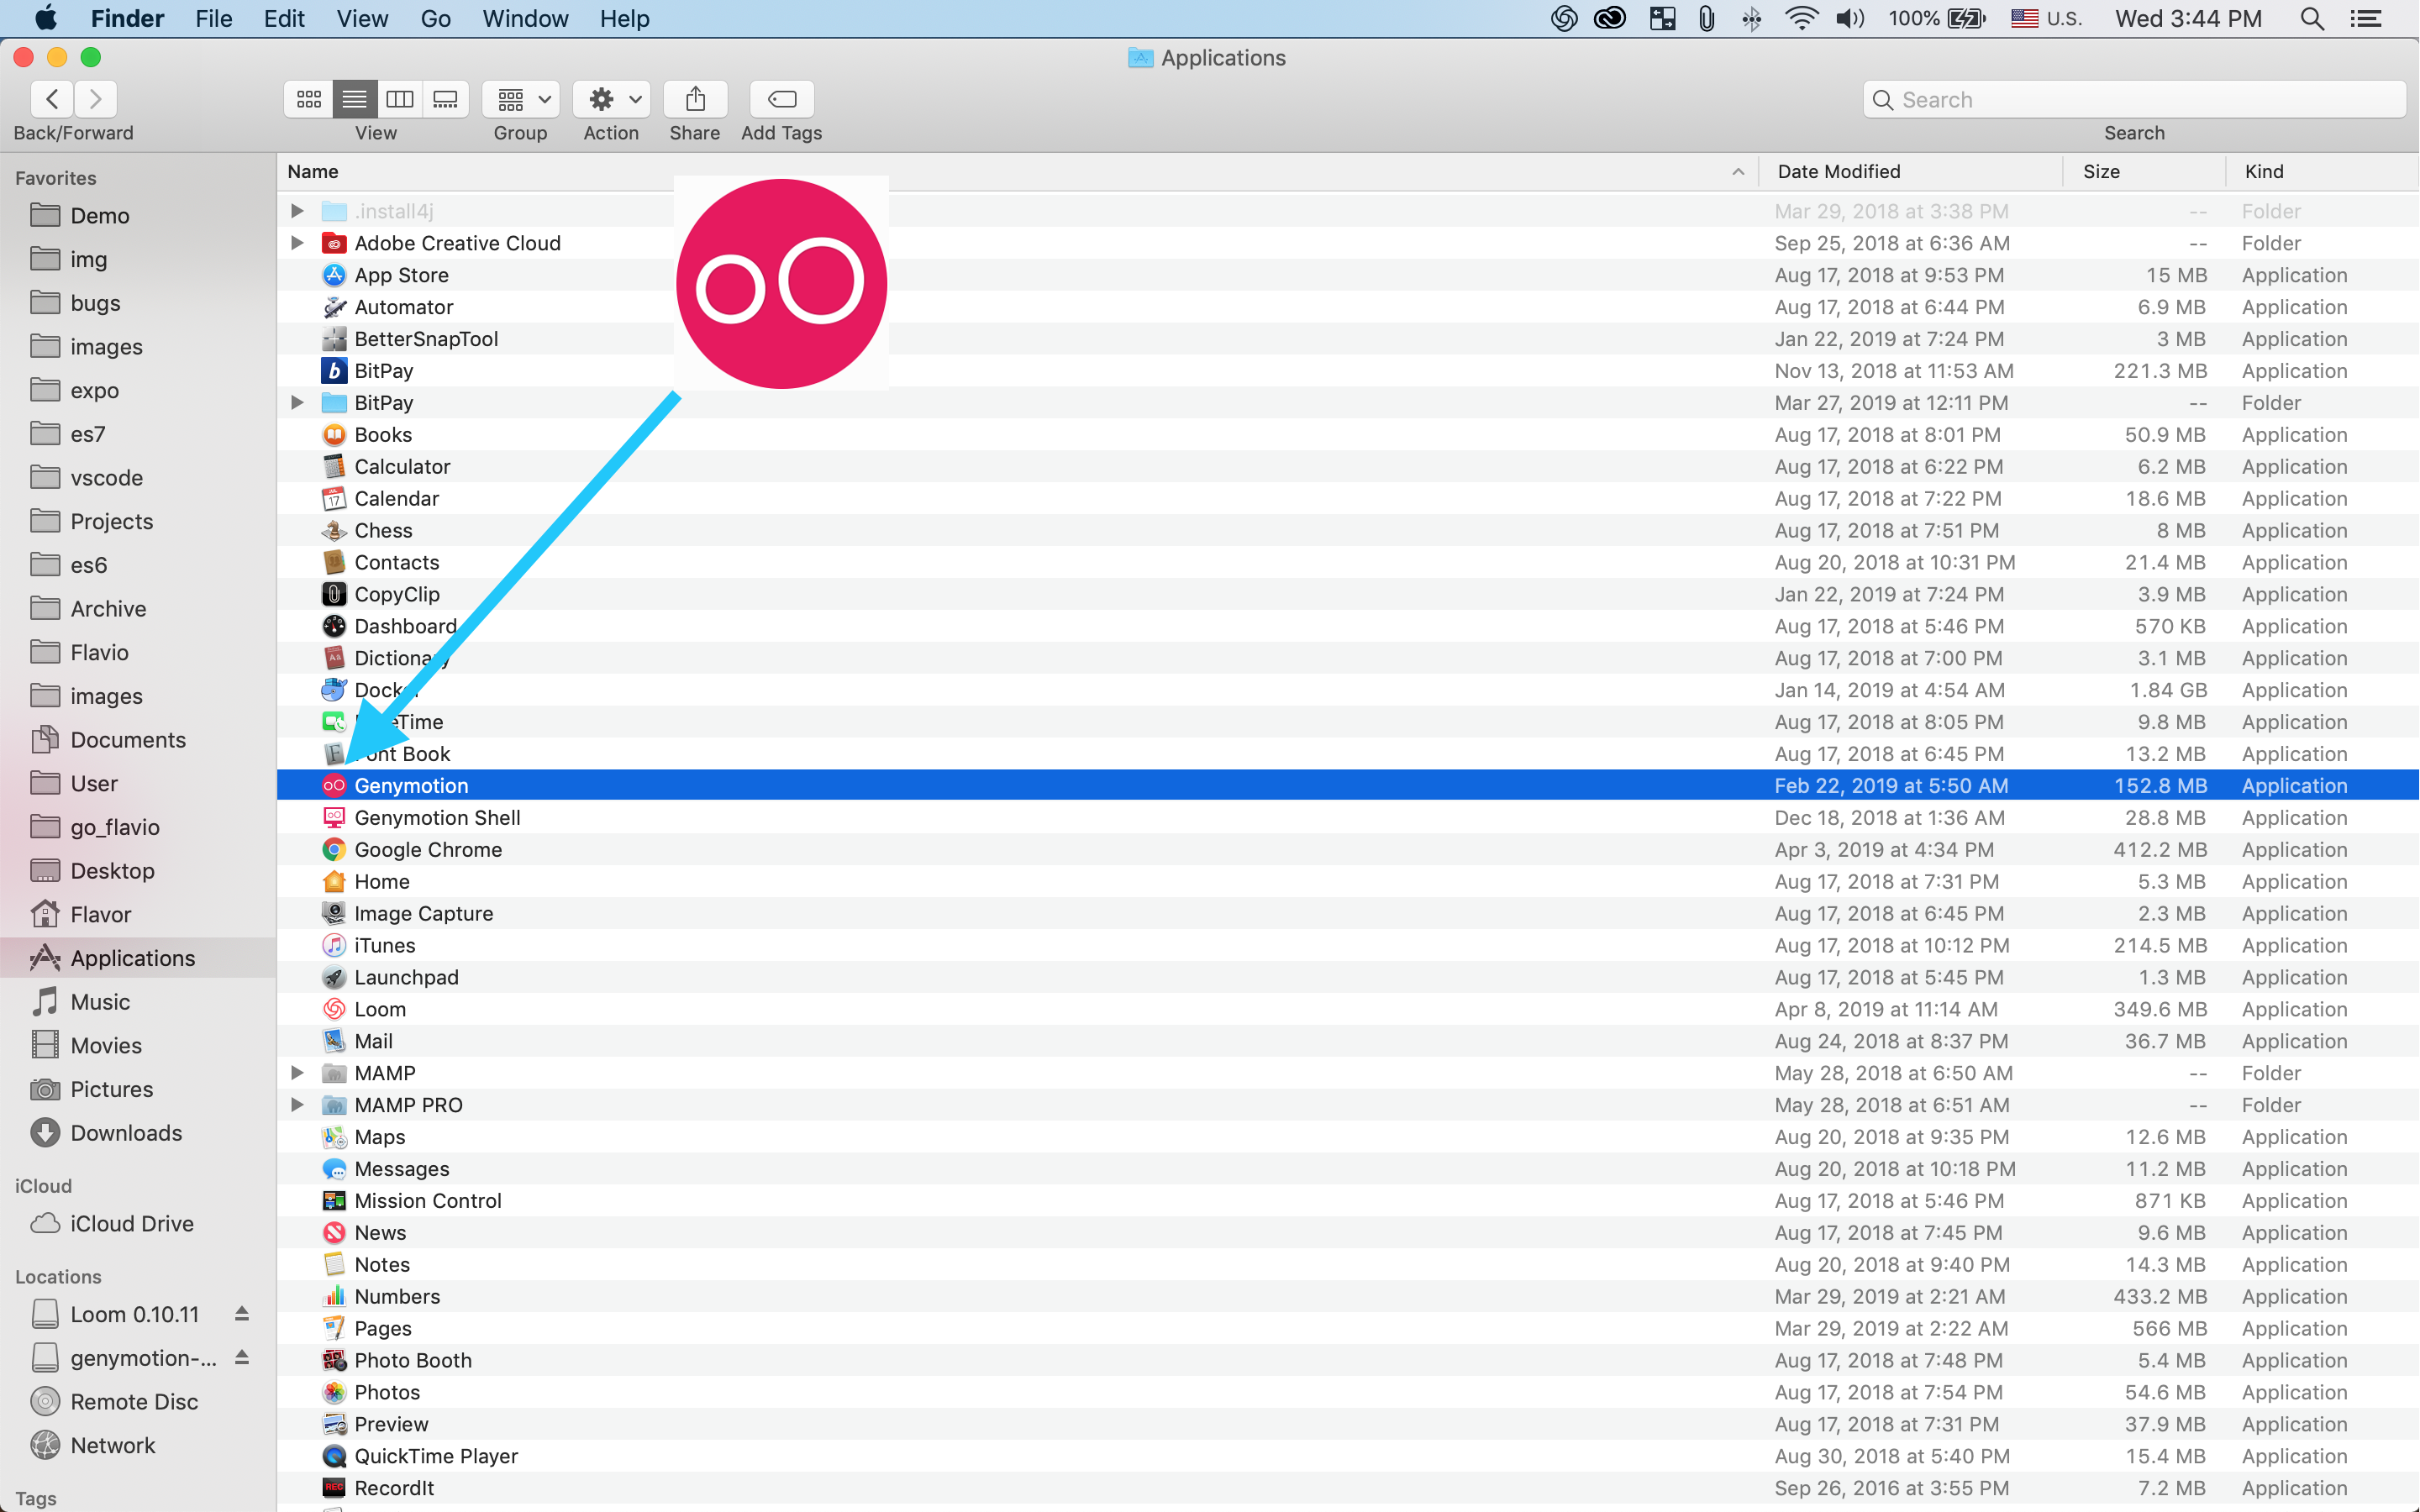 Finder File Edit View Go Window Help 100% U.S. Wed 3:44 PM
Applications
Search
Back/Forward View Group Action Share Add Tags Search
Favorites
Demo
img
bugs
images
expo
es7
vscode
Projects
es6
Archive
Flavio
images
Documents
User
go_flavio
Desktop
Flavor
Applications
Music
Movies
Pictures
Downloads
iCloud
iCloud Drive
Locations
Loom 0.10.11
genymotion-...
Remote Disc
Network
Tags
Name Date Modified Size Kind
.install4j Mar 29, 2018 at 3:38 PM -- Folder
Adobe Creative Cloud Sep 25, 2018 at 6:36 AM -- Folder
App Store Aug 17, 2018 at 9:53 PM 15 MB Application
Automator Aug 17, 2018 at 6:44 PM 6.9 MB Application
BetterSnapTool Jan 22, 2019 at 7:24 PM 3 MB Application
BitPay Nov 13, 2018 at 11:53 AM 221.3 MB Application
BitPay Mar 27, 2019 at 12:11 PM -- Folder
Books Aug 17, 2018 at 8:01 PM 50.9 MB Application
Calculator Aug 17, 2018 at 6:22 PM 6.2 MB Application
Calendar Aug 17, 2018 at 7:22 PM 18.6 MB Application
Chess Aug 17, 2018 at 7:51 PM 8 MB Application
Contacts Aug 20, 2018 at 10:31 PM 21.4 MB Application
CopyClip Jan 22, 2019 at 7:24 PM 3.9 MB Application
Dashboard Aug 17, 2018 at 5:46 PM 570 KB Application
Dictionary Aug 17, 2018 at 7:00 PM 3.1 MB Application
Docker Jan 14, 2019 at 4:54 AM 1.84 GB Application
FaceTime Aug 17, 2018 at 8:05 PM 9.8 MB Application
Font Book Aug 17, 2018 at 6:45 PM 13.2 MB Application
Genymotion Feb 22, 2019 at 5:50 AM 152.8 MB Application
Genymotion Shell Dec 18, 2018 at 1:36 AM 28.8 MB Application
Google Chrome Apr 3, 2019 at 4:34 PM 412.2 MB Application
Home Aug 17, 2018 at 7:31 PM 5.3 MB Application
Image Capture Aug 17, 2018 at 6:45 PM 2.3 MB Application
iTunes Aug 17, 2018 at 10:12 PM 214.5 MB Application
Launchpad Aug 17, 2018 at 5:45 PM 1.3 MB Application
Loom Apr 8, 2019 at 11:14 AM 349.6 MB Application
Mail Aug 24, 2018 at 8:37 PM 36.7 MB Application
MAMP May 28, 2018 at 6:50 AM -- Folder
MAMP PRO May 28, 2018 at 6:51 AM -- Folder
Maps Aug 20, 2018 at 9:35 PM 12.6 MB Application
Messages Aug 20, 2018 at 10:18 PM 11.2 MB Application
Mission Control Aug 17, 2018 at 5:46 PM 871 KB Application
News Aug 17, 2018 at 7:45 PM 9.6 MB Application
Notes Aug 20, 2018 at 9:40 PM 14.3 MB Application
Numbers Mar 29, 2019 at 2:21 AM 433.2 MB Application
Pages Mar 29, 2019 at 2:22 AM 566 MB Application
Photo Booth Aug 17, 2018 at 7:48 PM 5.4 MB Application
Photos Aug 17, 2018 at 7:54 PM 54.6 MB Application
Preview Aug 17, 2018 at 7:31 PM 37.9 MB Application
QuickTime Player Aug 30, 2018 at 5:40 PM 15.4 MB Application
RecordIt Sep 26, 2016 at 3:55 PM 7.2 MB Application